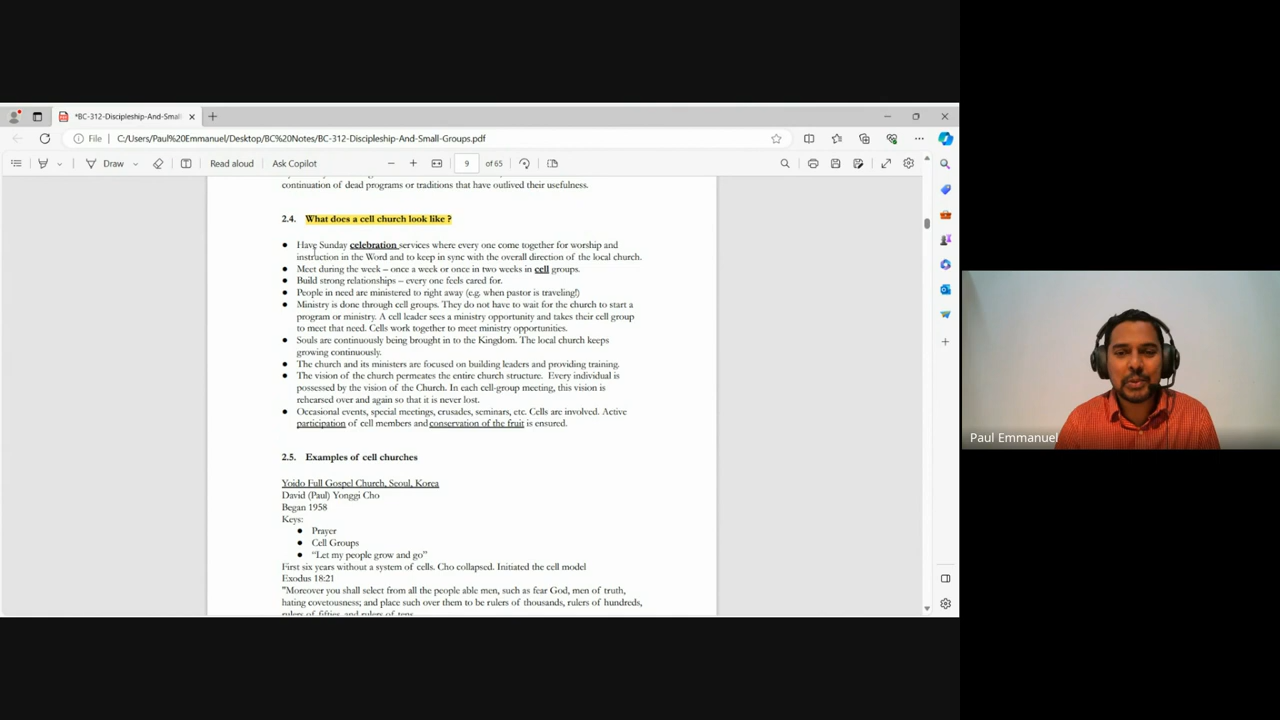 *BC-312-Discipleship-And-Small-
File
C:/Users/Paul%20Emmanuel/Desktop/BC%20Notes/BC-312-Discipleship-And-Small-Groups.pdf
Draw
Read aloud
Ask Copilot
9 of 65
continuation of dead programs or traditions that have outlived their usefulness.
2.4. What does a cell church look like ?
● Have Sunday celebration services where every one come together for worship and
instruction in the Word and to keep in sync with the overall direction of the local church.
● Meet during the week – once a week or once in two weeks in cell groups.
● Build strong relationships – every one feels cared for.
● People in need are ministered to right away (e.g. when pastor is traveling!)
● Ministry is done through cell groups. They do not have to wait for the church to start a
program or ministry. A cell leader sees a ministry opportunity and takes their cell group
to meet that need. Cells work together to meet ministry opportunities.
● Souls are continuously being brought in to the Kingdom. The local church keeps
growing continuously.
● The church and its ministers are focused on building leaders and providing training.
● The vision of the church permeates the entire church structure. Every individual is
possessed by the vision of the Church. In each cell-group meeting, this vision is
rehearsed over and again so that it is never lost.
● Occasional events, special meetings, crusades, seminars, etc. Cells are involved. Active
participation of cell members and conservation of the fruit is ensured.
2.5. Examples of cell churches
Yoido Full Gospel Church, Seoul, Korea
David (Paul) Yonggi Cho
Began 1958
Keys:
● Prayer
● Cell Groups
● “Let my people grow and go”
First six years without a system of cells. Cho collapsed. Initiated the cell model
Exodus 18:21
"Moreover you shall select from all the people able men, such as fear God, men of truth,
hating covetousness; and place such over them to be rulers of thousands, rulers of hundreds,
rulers of fifties, and rulers of tens.
Paul Emmanuel